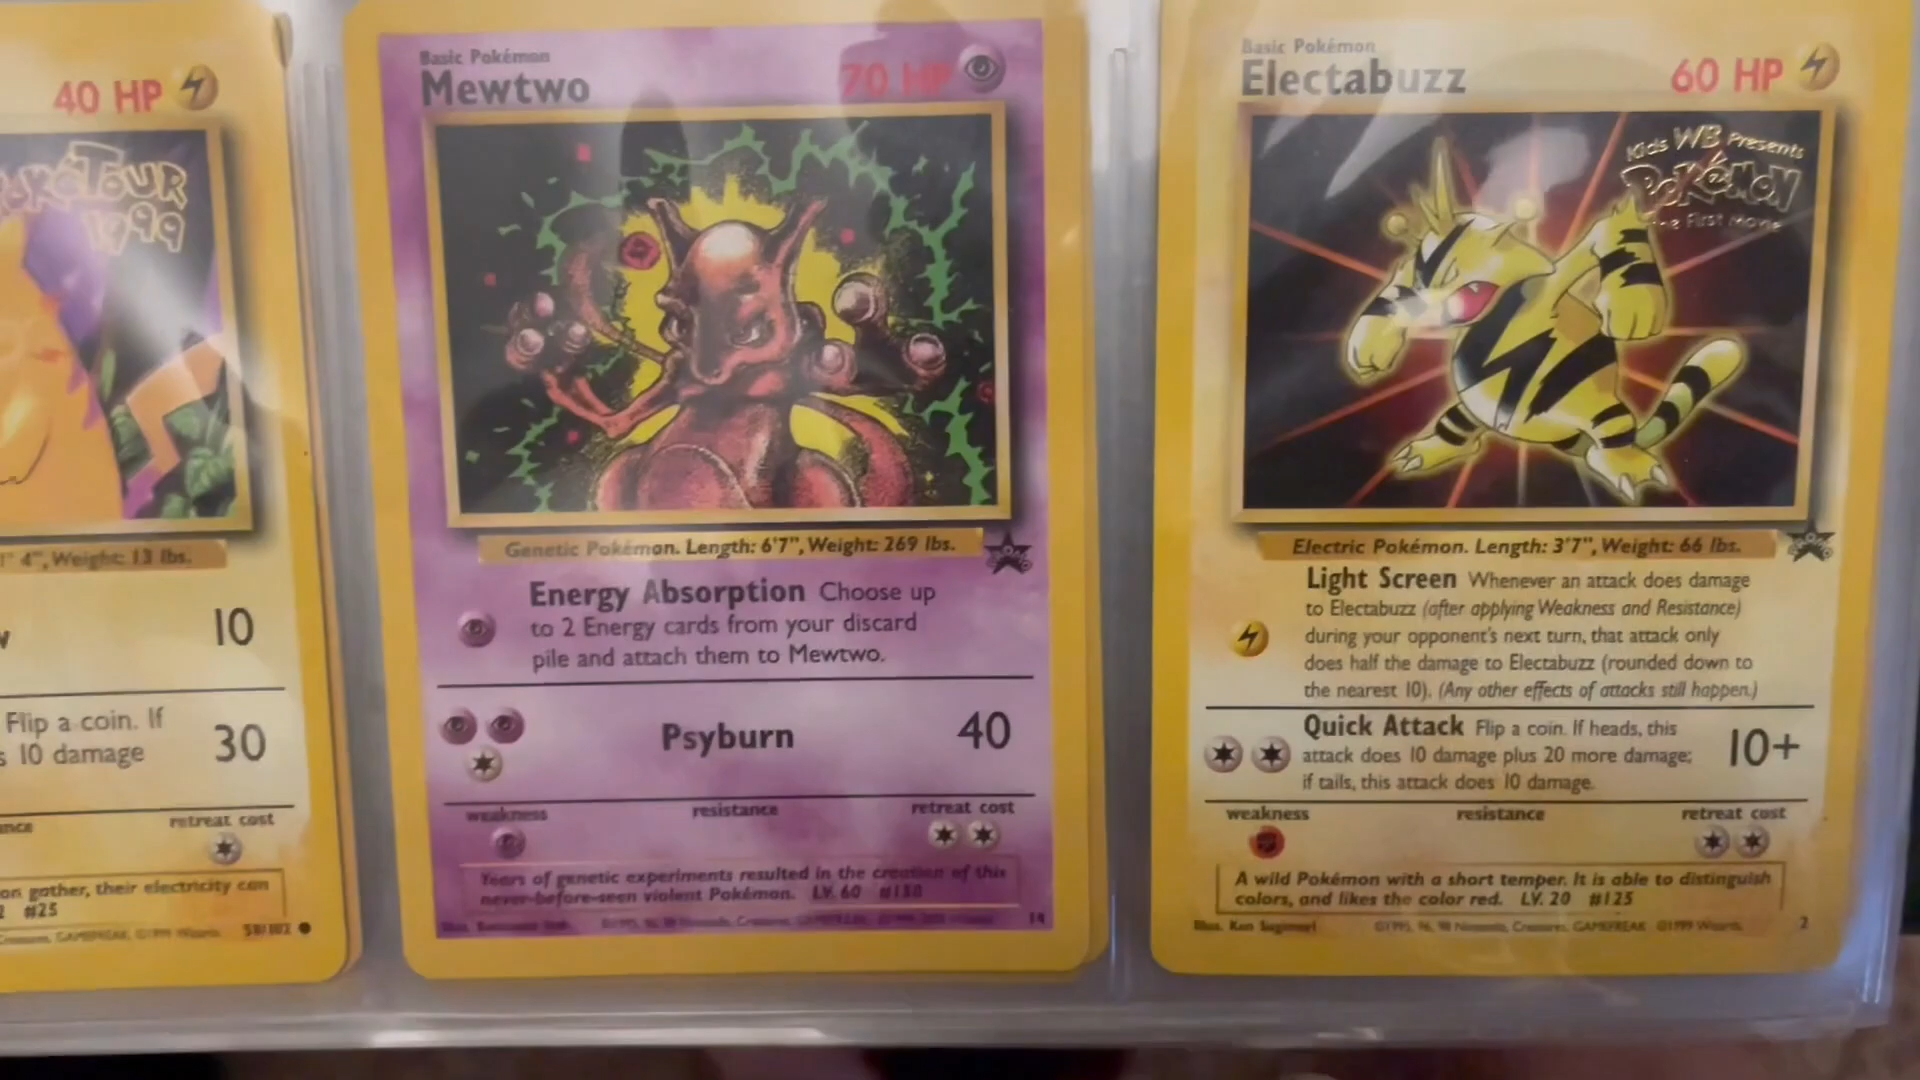 40 HP
PokéTour
1999
1' 4", Weight: 13 lbs.
10
Flip a coin. If
10 damage
30
retreat cost
on gather, their electricity can
#25
58/102
Basic Pokémon
Mewtwo
70 HP
Genetic Pokémon. Length: 6'7", Weight: 269 lbs.
PROMO
Energy Absorption Choose up
to 2 Energy cards from your discard
pile and attach them to Mewtwo.
Psyburn
40
weakness
resistance
retreat cost
Years of genetic experiments resulted in the creation of this
never-before-seen violent Pokémon. LV. 60 #150
14
Basic Pokémon
Electabuzz
60 HP
Kids WB Presents
Pokémon
The First Movie
Electric Pokémon. Length: 3'7", Weight: 66 lbs.
PROMO
Light Screen Whenever an attack does damage
to Electabuzz (after applying Weakness and Resistance)
during your opponent's next turn, that attack only
does half the damage to Electabuzz (rounded down to
the nearest 10). (Any other effects of attacks still happen.)
Quick Attack Flip a coin. If heads, this
attack does 10 damage plus 20 more damage;
if tails, this attack does 10 damage.
10+
weakness
resistance
retreat cost
A wild Pokémon with a short temper. It is able to distinguish
colors, and likes the color red. LV. 20 #125
Illus. Ken Sugimori
©1995, 96, 98 Nintendo, Creatures, GAMEFREAK. ©1999 Wizards.
2